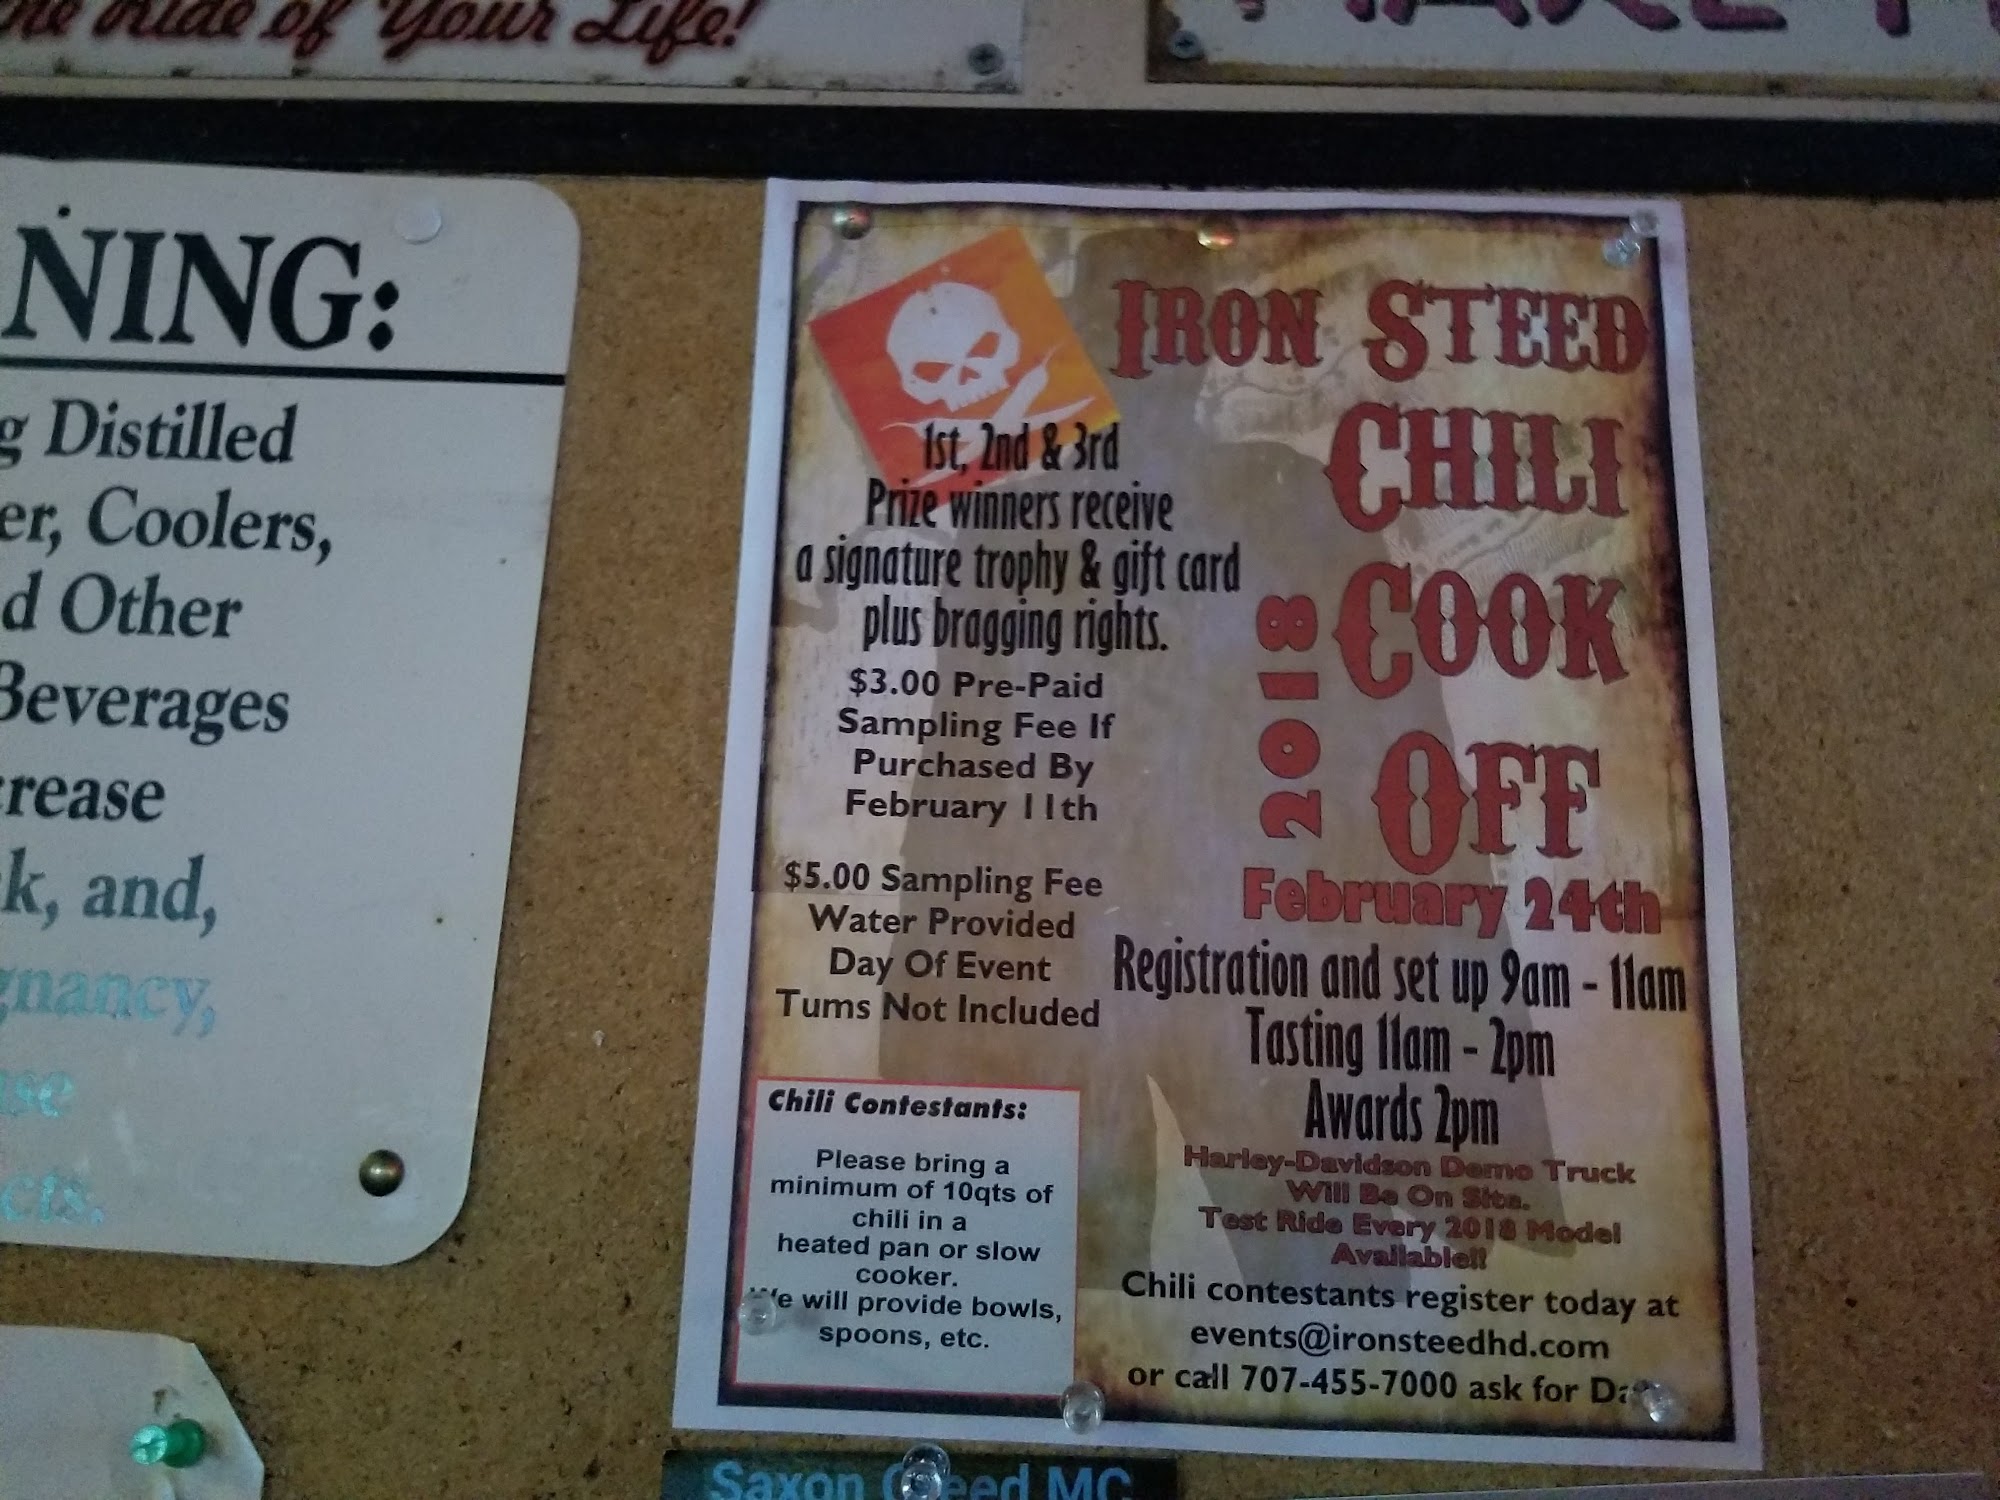 Ride of Your Life!
NING:
Distilled
Coolers,
Other
Beverages
and,
IRON STEED
CHILI
COOK
OFF
2018
February 24th
Registration and set up 9am - 11am
Tasting 11am - 2pm
Awards 2pm
Harley-Davidson Demo Truck
Will Be On Site.
Test Ride Every 2018 Model
Available!!
Chili contestants register today at
events@ironsteedhd.com
or call 707-455-7000 ask for
1st, 2nd & 3rd
Prize winners receive
a signature trophy & gift card
plus bragging rights.
$3.00 Pre-Paid
Sampling Fee If
Purchased By
February 11th
$5.00 Sampling Fee
Water Provided
Day Of Event
Tums Not Included
Chili Contestants:
Please bring a
minimum of 10qts of
chili in a
heated pan or slow
cooker.
We will provide bowls,
spoons, etc.
Saxon Creed MC